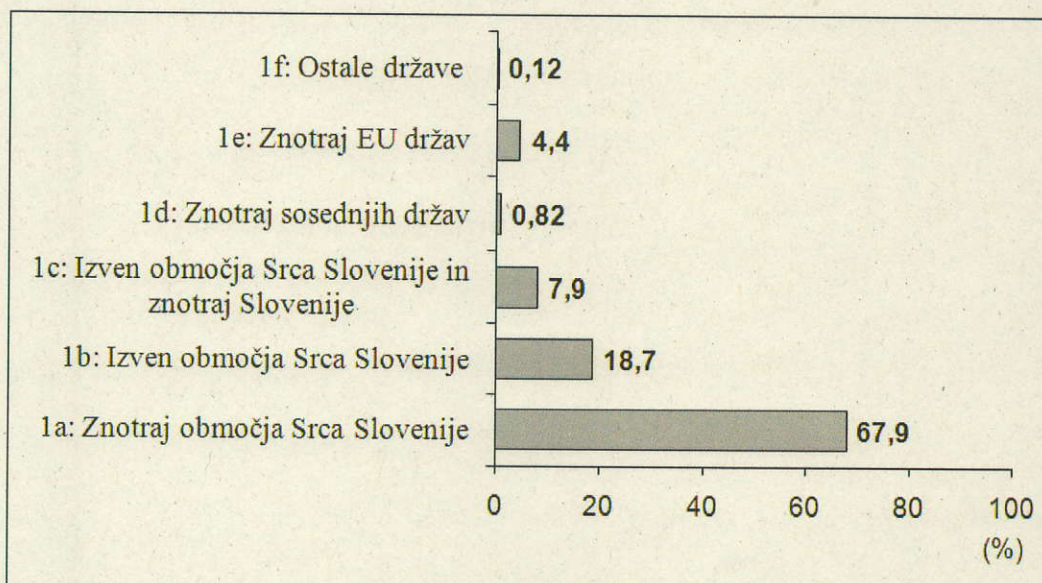 1f: Ostale države 0,12
1e: Znotraj EU držav 4,4
1d: Znotraj sosednjih držav 0,82
1c: Izven območja Srca Slovenije in
znotraj Slovenije 7,9
1b: Izven območja Srca Slovenije 18,7
1a: Znotraj območja Srca Slovenije 67,9
0 20 40 60 80 100
(%)